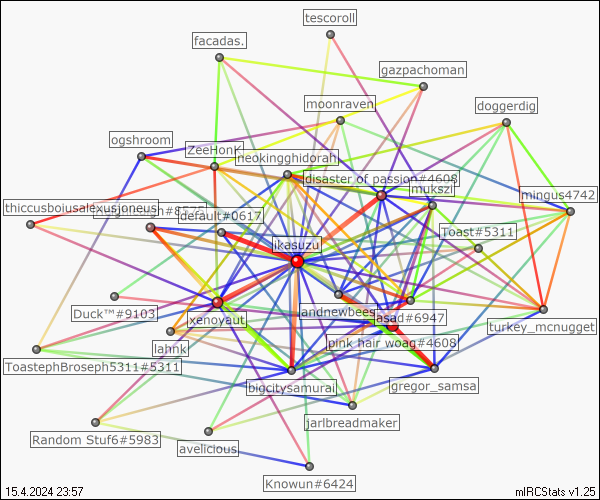 tescoroll
facadas.
gazpachoman
moonraven
doggerdig
ogshroom
ZeeHonk
neokingghidorah
disaster of passion#4608
mukszi
mingus4742
thiccusboiusalexusjoneus
default#0617
Toast#5311
ikasuzu
Duck™#9103
xenoyaut
andnewbees
asad#6947
turkey_mcnugget
lahnk
pink hair woag#4608
ToastephBroseph5311#5311
bigcitysamurai
gregor_samsa
jarlbreadmaker
Random Stuf6#5983
avelicious
Knowun#6424
15.4.2024 23:57
mIRCStats v1.25